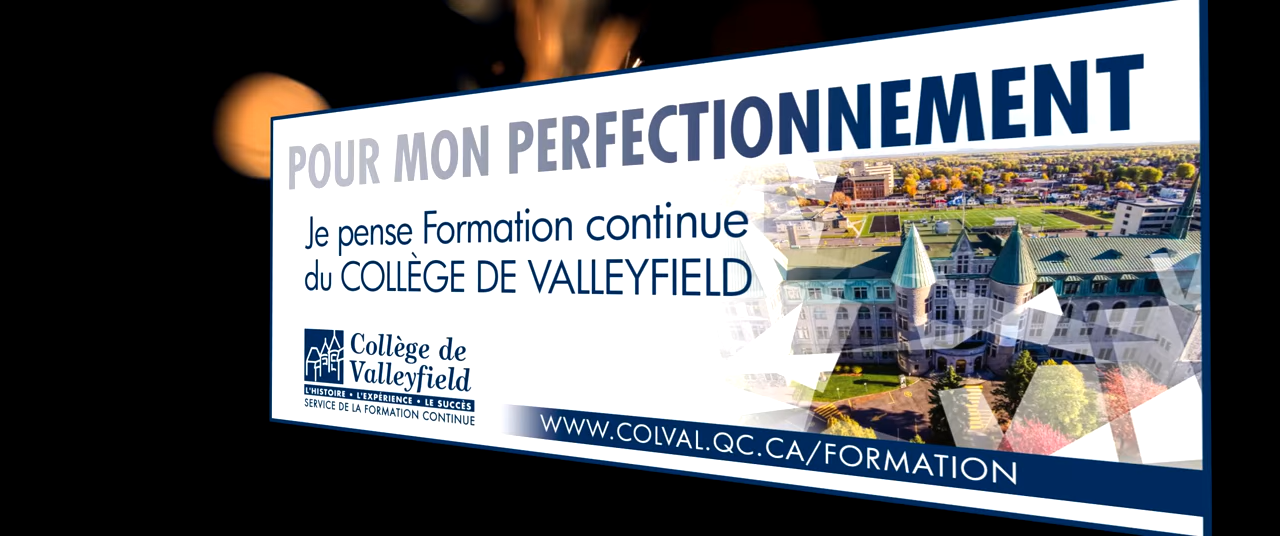 POUR MON PERFECTIONNEMENT
Je pense Formation continue
du COLLÈGE DE VALLEYFIELD
Collège de
Valleyfield
L'HISTOIRE • L'EXPÉRIENCE • LE SUCCÈS
SERVICE DE LA FORMATION CONTINUE
WWW.COLVAL.QC.CA/FORMATION